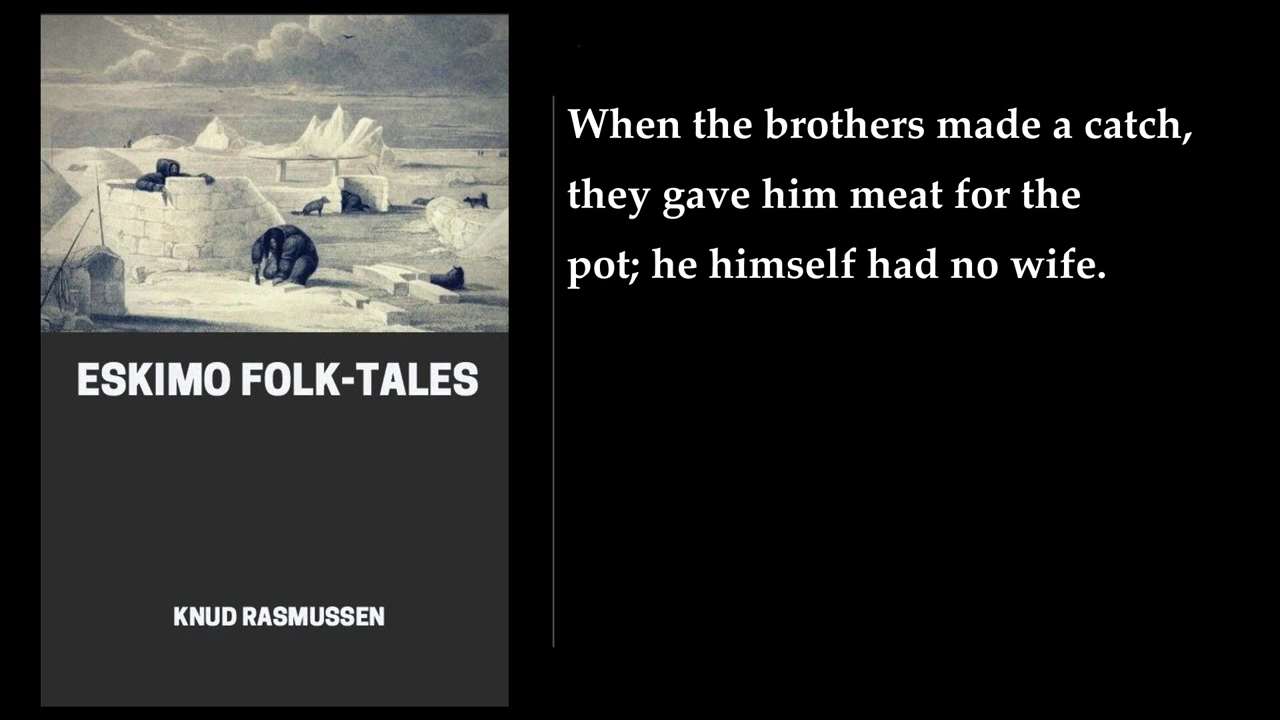 ESKIMO FOLK-TALES
KNUD RASMUSSEN
When the brothers made a catch,
they gave him meat for the
pot; he himself had no wife.